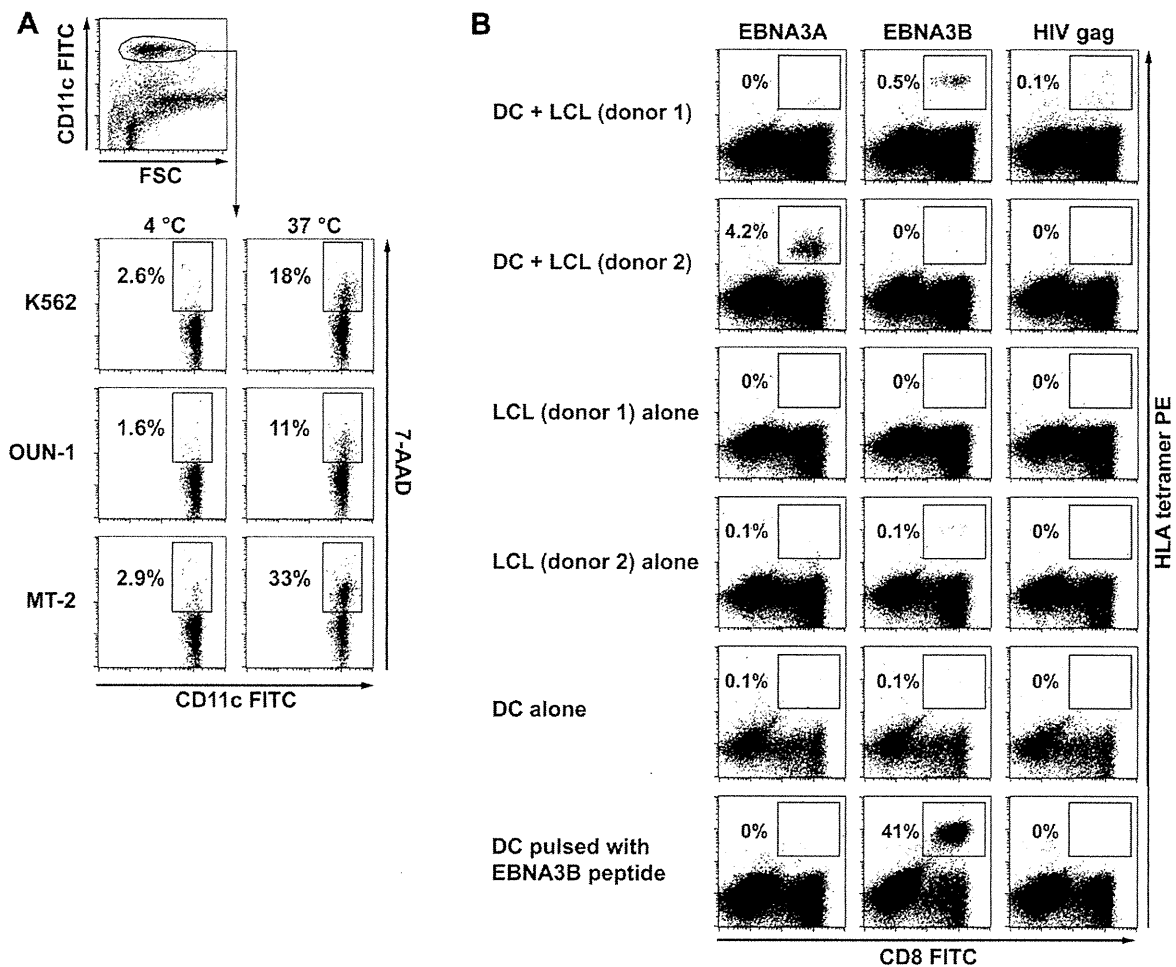 A
CD11c FITC
FSC
4 °C
37 °C
K562
2.6%
18%
OUN-1
1.6%
11%
MT-2
2.9%
33%
7-AAD
CD11c FITC
B
EBNA3A
EBNA3B
HIV gag
DC + LCL (donor 1)
0%
0.5%
0.1%
DC + LCL (donor 2)
4.2%
0%
0%
LCL (donor 1) alone
0%
0%
0%
LCL (donor 2) alone
0.1%
0.1%
0%
DC alone
0.1%
0.1%
0%
DC pulsed with
EBNA3B peptide
0%
41%
0%
HLA tetramer PE
CD8 FITC